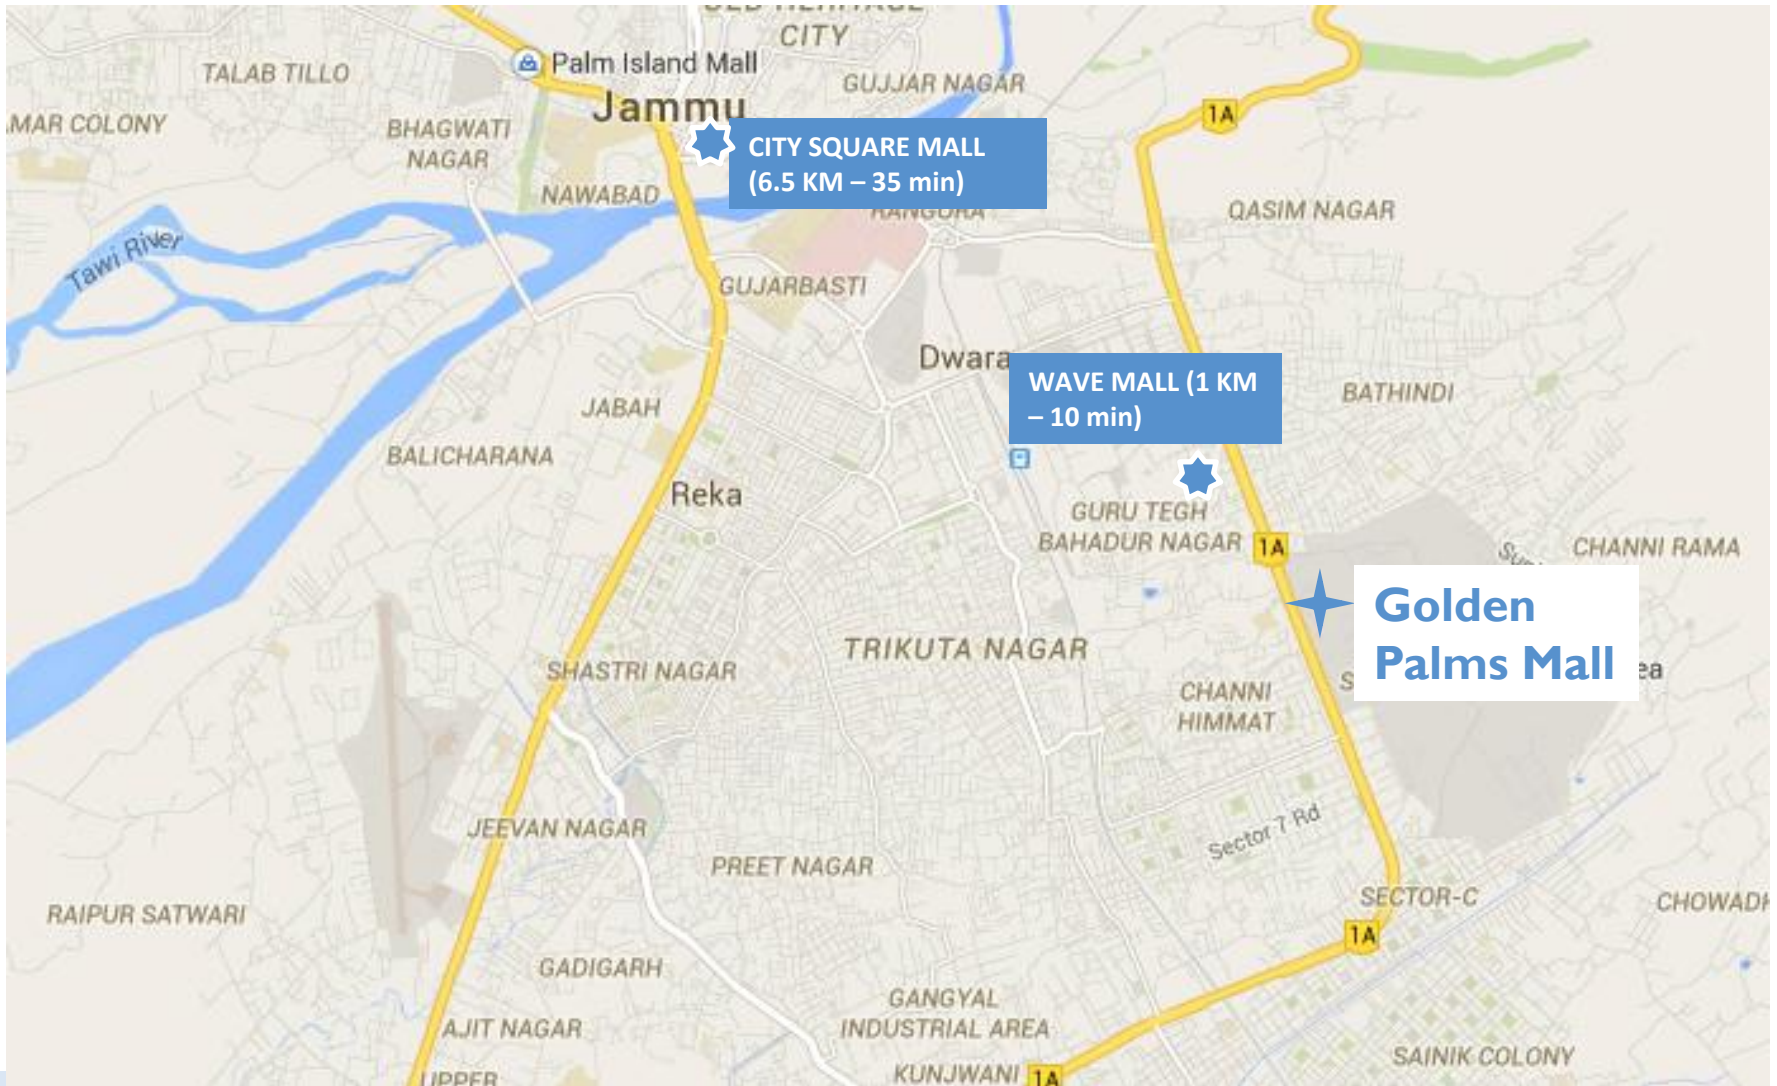 OLD HERITAGE
CITY
Palm Island Mall
TALAB TILLO
Jammu
GUJJAR NAGAR
1A
BHAGWATI
NAGAR
CITY SQUARE MALL
(6.5 KM – 35 min)
NAWABAD
QASIM NAGAR
Tawi River
GUJARBASTI
Dwara
WAVE MALL (1 KM
– 10 min)
BATHINDI
JABAH
BALICHARANA
Reka
GURU TEGH
BAHADUR NAGAR
1A
CHANNI RAMA
Golden
Palms Mall
TRIKUTA NAGAR
SHASTRI NAGAR
CHANNI
HIMMAT
JEEVAN NAGAR
Sector 7 Rd
PREET NAGAR
SECTOR-C
RAIPUR SATWARI
1A
GADIGARH
GANGYAL
INDUSTRIAL AREA
AJIT NAGAR
SAINIK COLONY
KUNJWANI
1A
UPPER
MAR COLONY